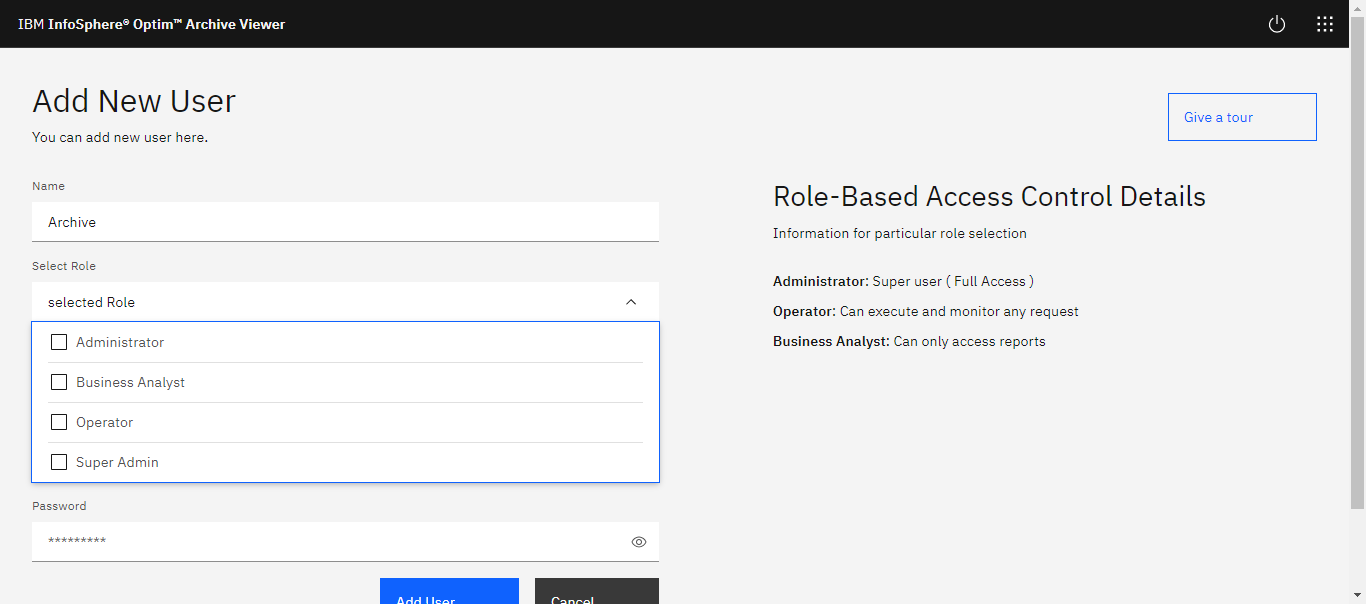 IBM InfoSphere® Optim™ Archive Viewer
Add New User
You can add new user here.
Give a tour
Name
Archive
Select Role
selected Role
Administrator
Business Analyst
Operator
Super Admin
Password
*********
Add User
Cancel
Role-Based Access Control Details
Information for particular role selection
Administrator: Super user ( Full Access )
Operator: Can execute and monitor any request
Business Analyst: Can only access reports